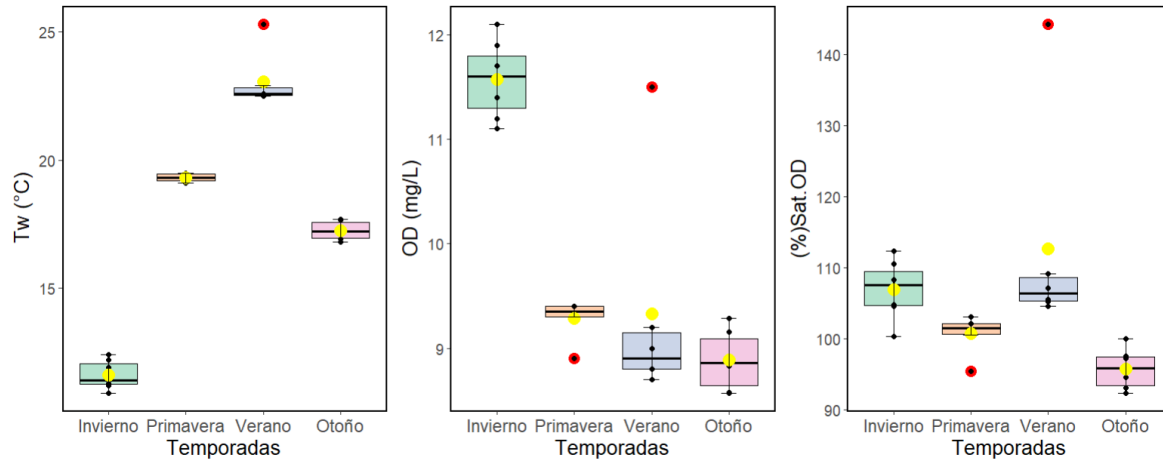 Tw (°C)
25
20
15
Invierno Primavera Verano Otoño
Temporadas
OD (mg/L)
12
11
10
9
Invierno Primavera Verano Otoño
Temporadas
(%)Sat.OD
140
130
120
110
100
90
Invierno Primavera Verano Otoño
Temporadas